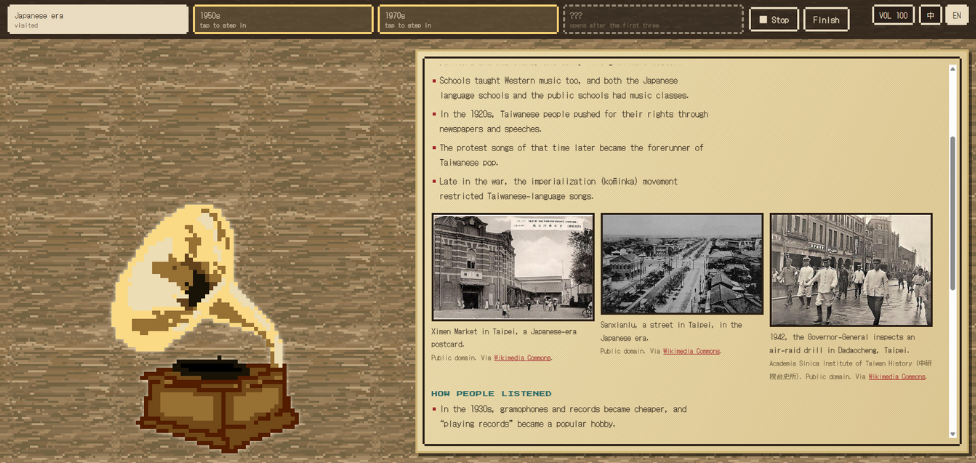 Japanese era
visited
1950s
tap to step in
1970s
tap to step in
???
opens after the first three
Stop
Finish
VOL 100
中
EN
Schools taught Western music too, and both the Japanese
language schools and the public schools had music classes.
In the 1920s, Taiwanese people pushed for their rights through
newspapers and speeches.
The protest songs of that time later became the forerunner of
Taiwanese pop.
Late in the war, the imperialization (kōminka) movement
restricted Taiwanese-language songs.
Ximen Market in Taipei, a Japanese-era
postcard.
Public domain. Via Wikimedia Commons.
Sanxianlu, a street in Taipei, in the
Japanese era.
Public domain. Via Wikimedia Commons.
1942, the Governor-General inspects an
air-raid drill in Dadaocheng, Taipei.
Academia Sinica Institute of Taiwan History (中研
院台史所). Public domain. Via Wikimedia Commons.
HOW PEOPLE LISTENED
In the 1930s, gramophones and records became cheaper, and
"playing records" became a popular hobby.